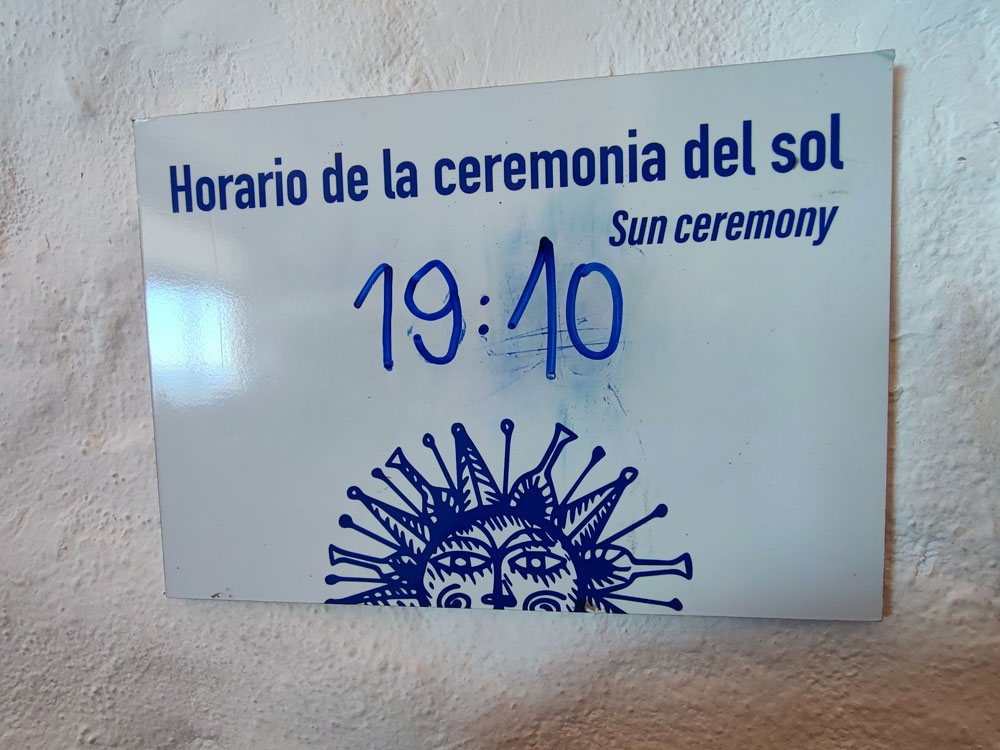 Horario de la ceremonia del sol
Sun ceremony
19:10